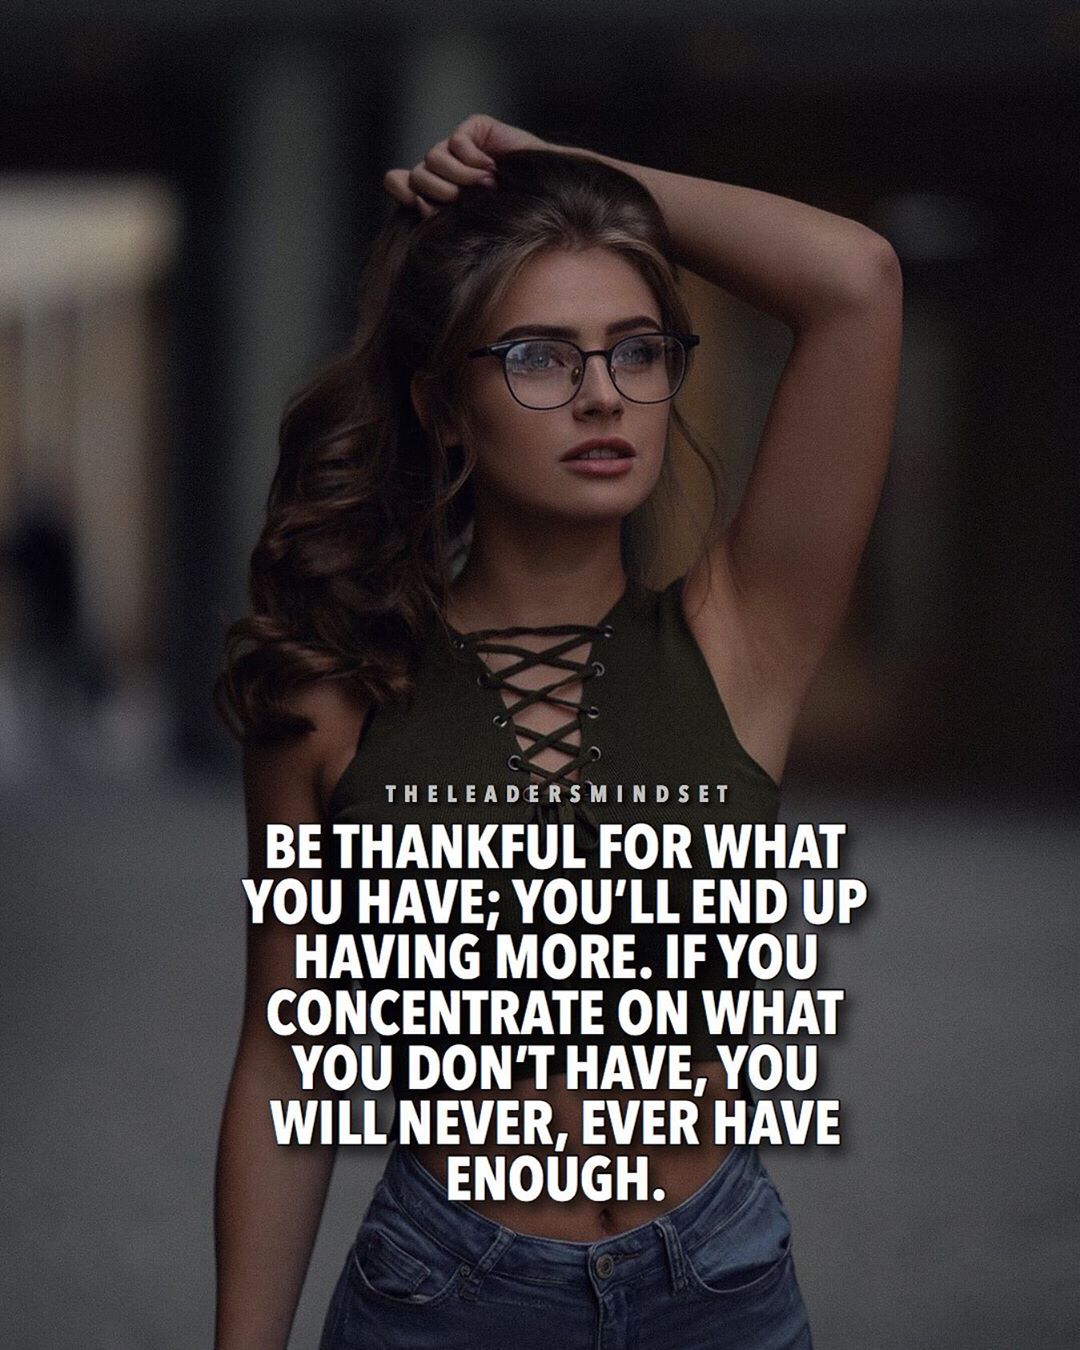 THELEADERSMINDSET
BE THANKFUL FOR WHAT
YOU HAVE; YOU'LL END UP
HAVING MORE. IF YOU
CONCENTRATE ON WHAT
YOU DON'T HAVE, YOU
WILL NEVER, EVER HAVE
ENOUGH.